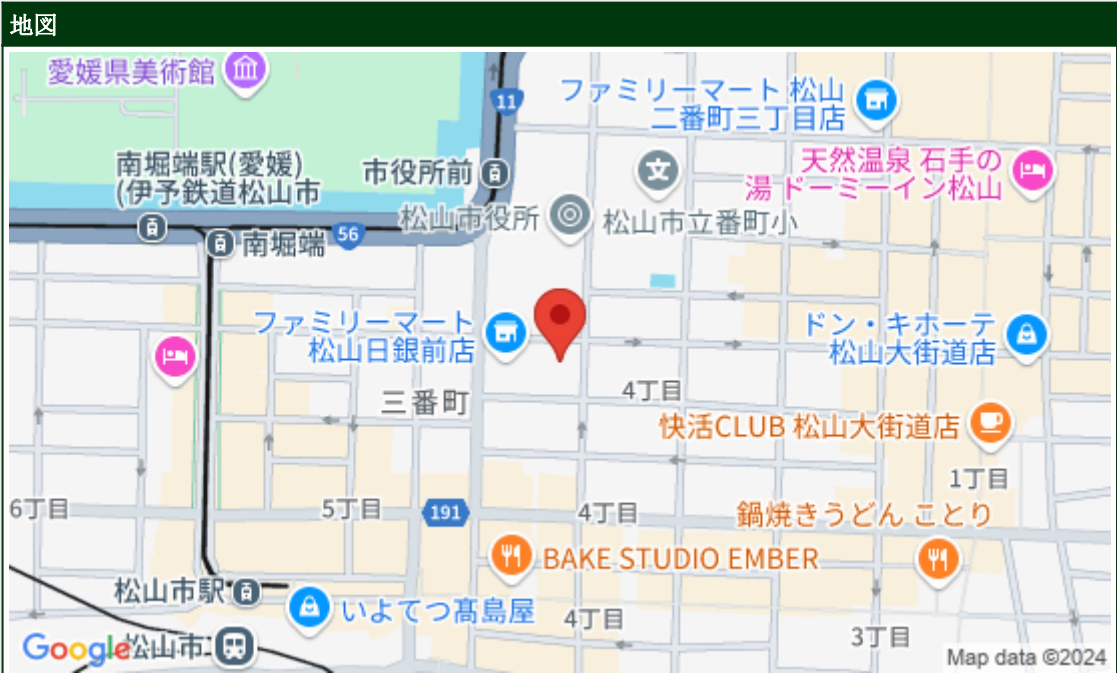 地図
愛媛県美術館
11
ファミリーマート 松山
二番町三丁目店
南堀端駅(愛媛)
(伊予鉄道松山市
市役所前
文
天然温泉 石手の
湯 ドーミーイン松山
松山市役所
松山市立番町小
南堀端
56
ファミリーマート
松山日銀前店
ドン・キホーテ
松山大街道店
三番町
4丁目
快活CLUB 松山大街道店
1丁目
6丁目
5丁目
191
4丁目
鍋焼きうどん ことり
BAKE STUDIO EMBER
松山市駅
いよてつ髙島屋
4丁目
3丁目
Google
松山市
Map data ©2024